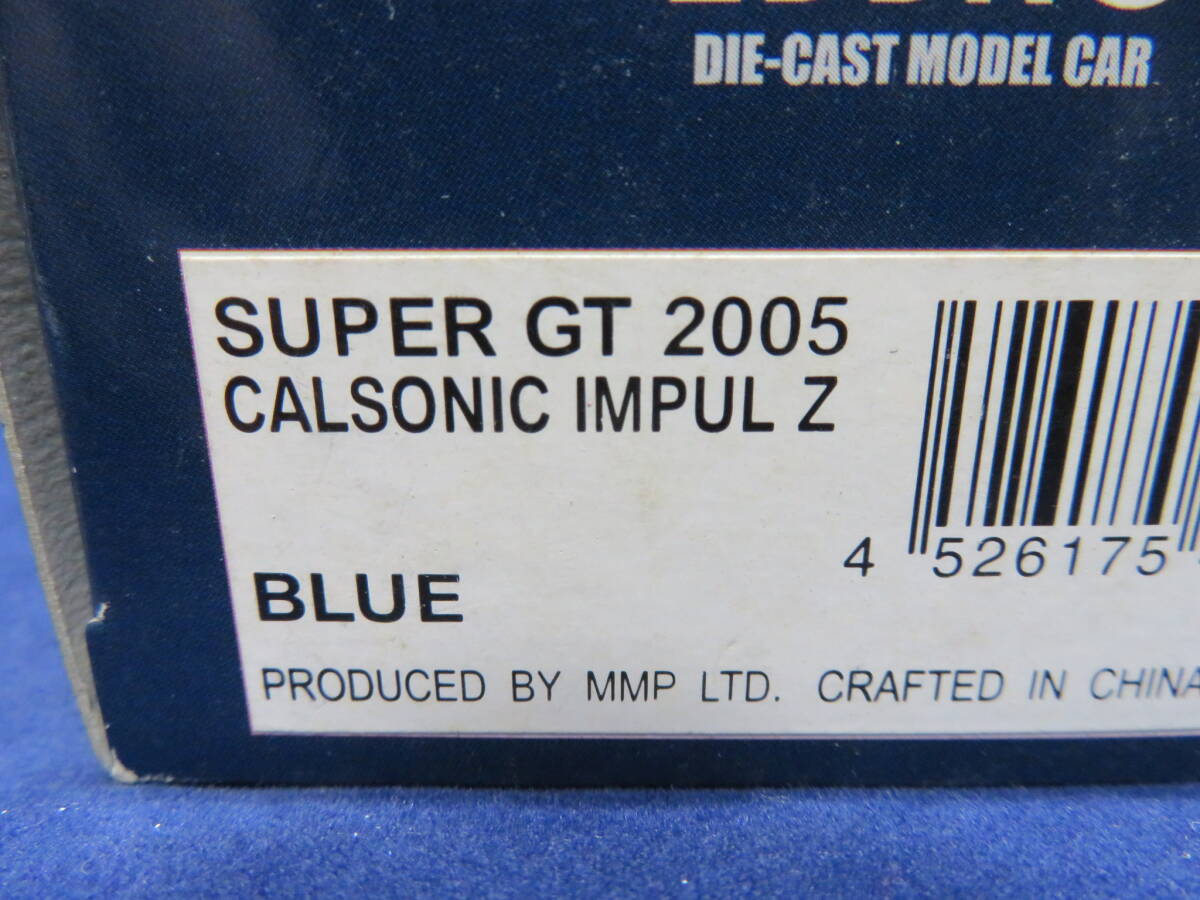 DIE-CAST MODEL CAR
SUPER GT 2005
CALSONIC IMPUL Z
4 526175
BLUE
PRODUCED BY MMP LTD. CRAFTED IN CHINA